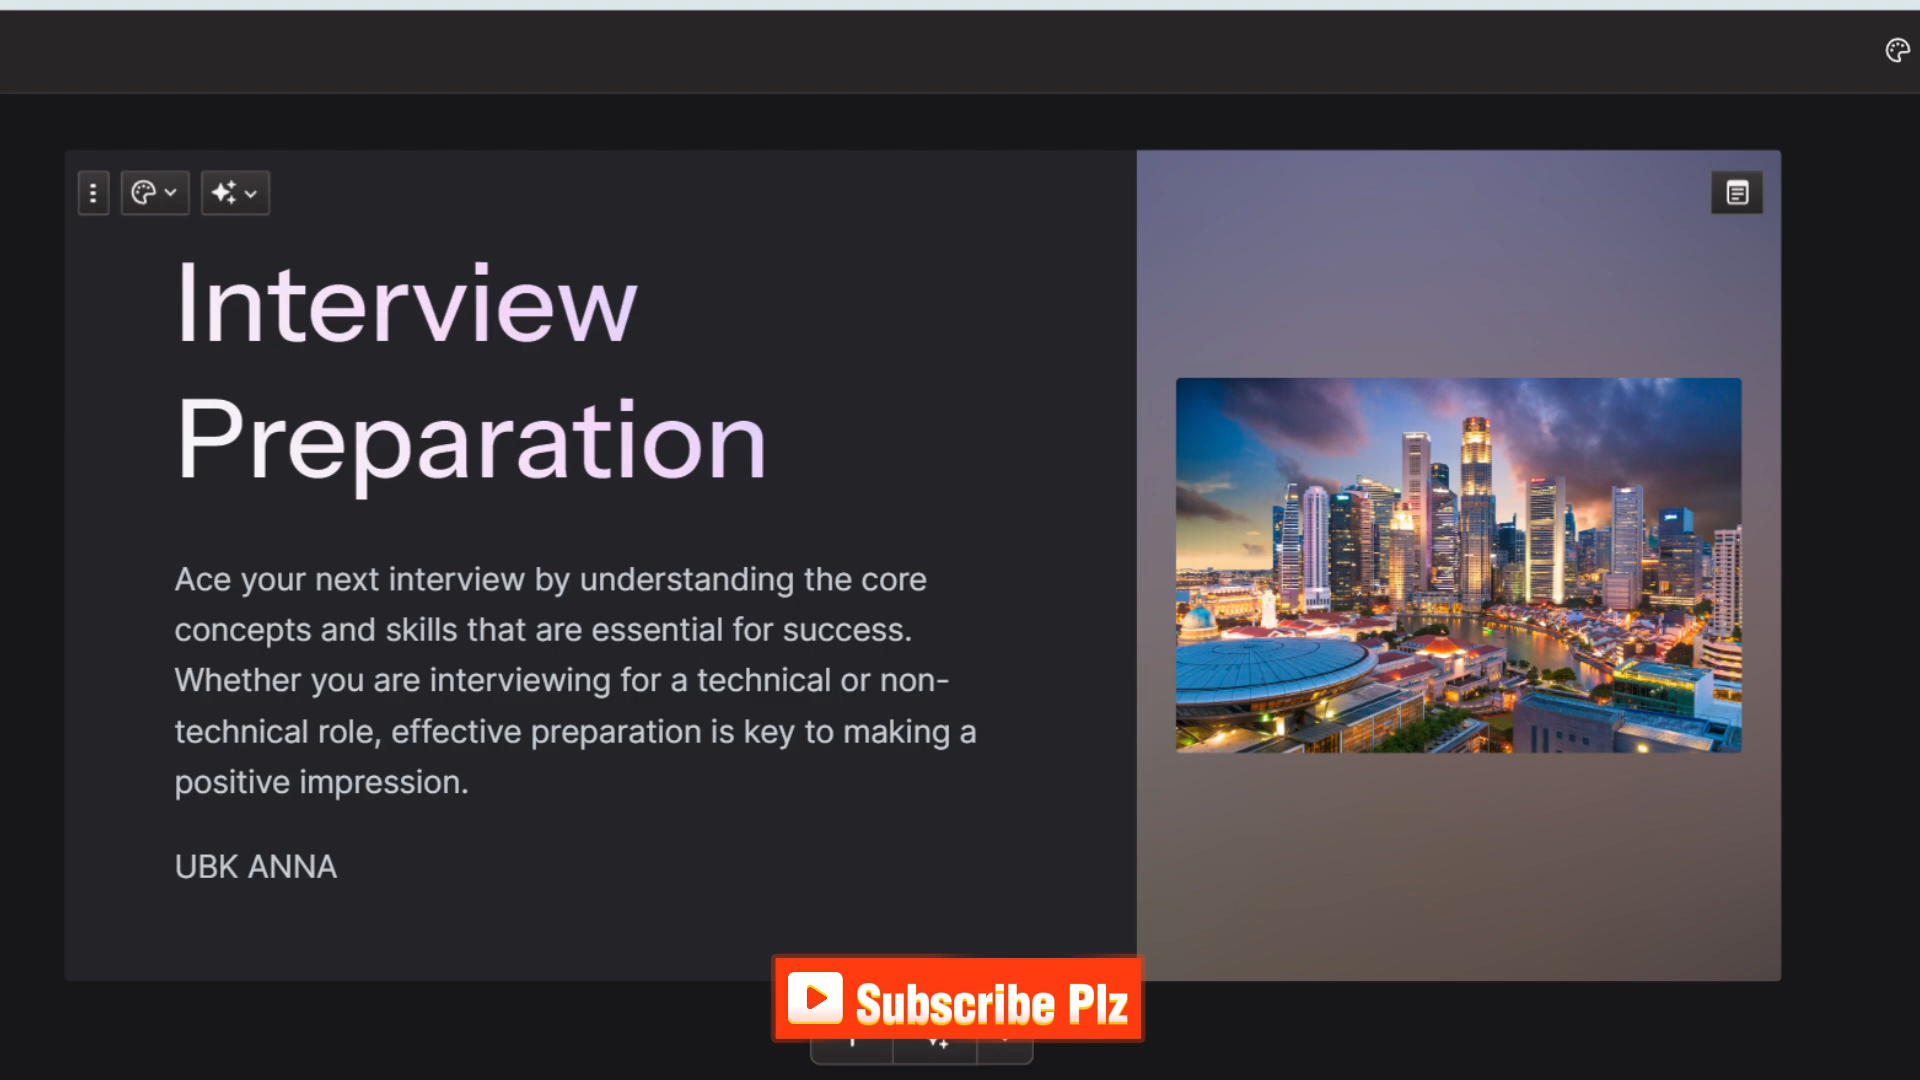 Interview
Preparation
Ace your next interview by understanding the core
concepts and skills that are essential for success.
Whether you are interviewing for a technical or non-
technical role, effective preparation is key to making a
positive impression.
UBK ANNA
Subscribe Plz